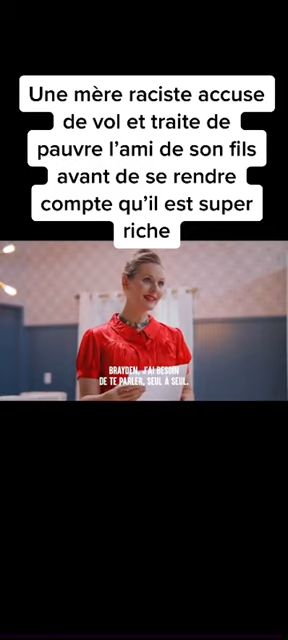 Une mère raciste accuse
de vol et traite de
pauvre l'ami de son fils
avant de se rendre
compte qu'il est super
riche
BRAYDEN, J'AI BESOIN
DE TE PARLER, SEUL À SEUL.